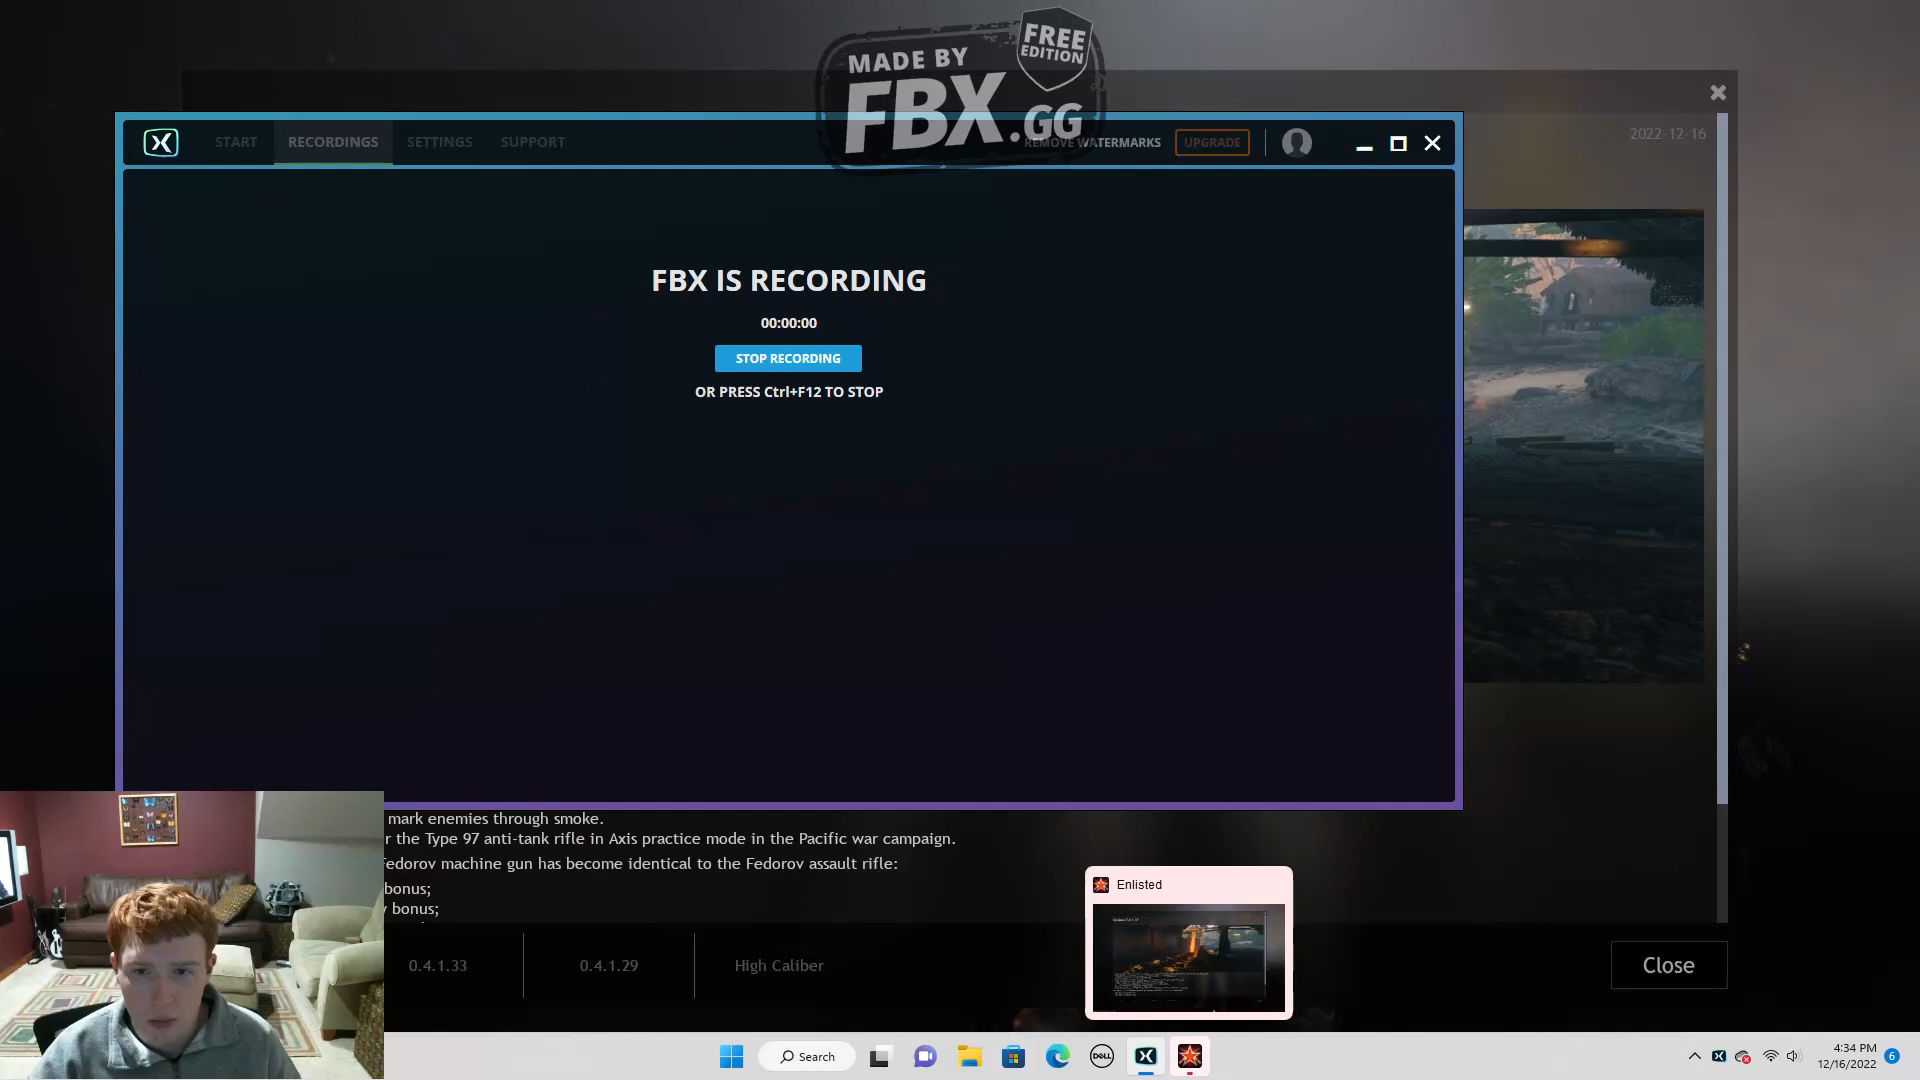 MADE BY
FBX.GG
FREE
EDITION
2022-12-16
START
RECORDINGS
SETTINGS
SUPPORT
REMOVE WATERMARKS
UPGRADE
FBX IS RECORDING
00:00:00
STOP RECORDING
OR PRESS Ctrl+F12 TO STOP
mark enemies through smoke.
r the Type 97 anti-tank rifle in Axis practice mode in the Pacific war campaign.
Fedorov machine gun has become identical to the Fedorov assault rifle:
bonus;
y bonus;
0.4.1.33
0.4.1.29
High Caliber
Enlisted
Close
Search
DELL
4:34 PM
12/16/2022
6